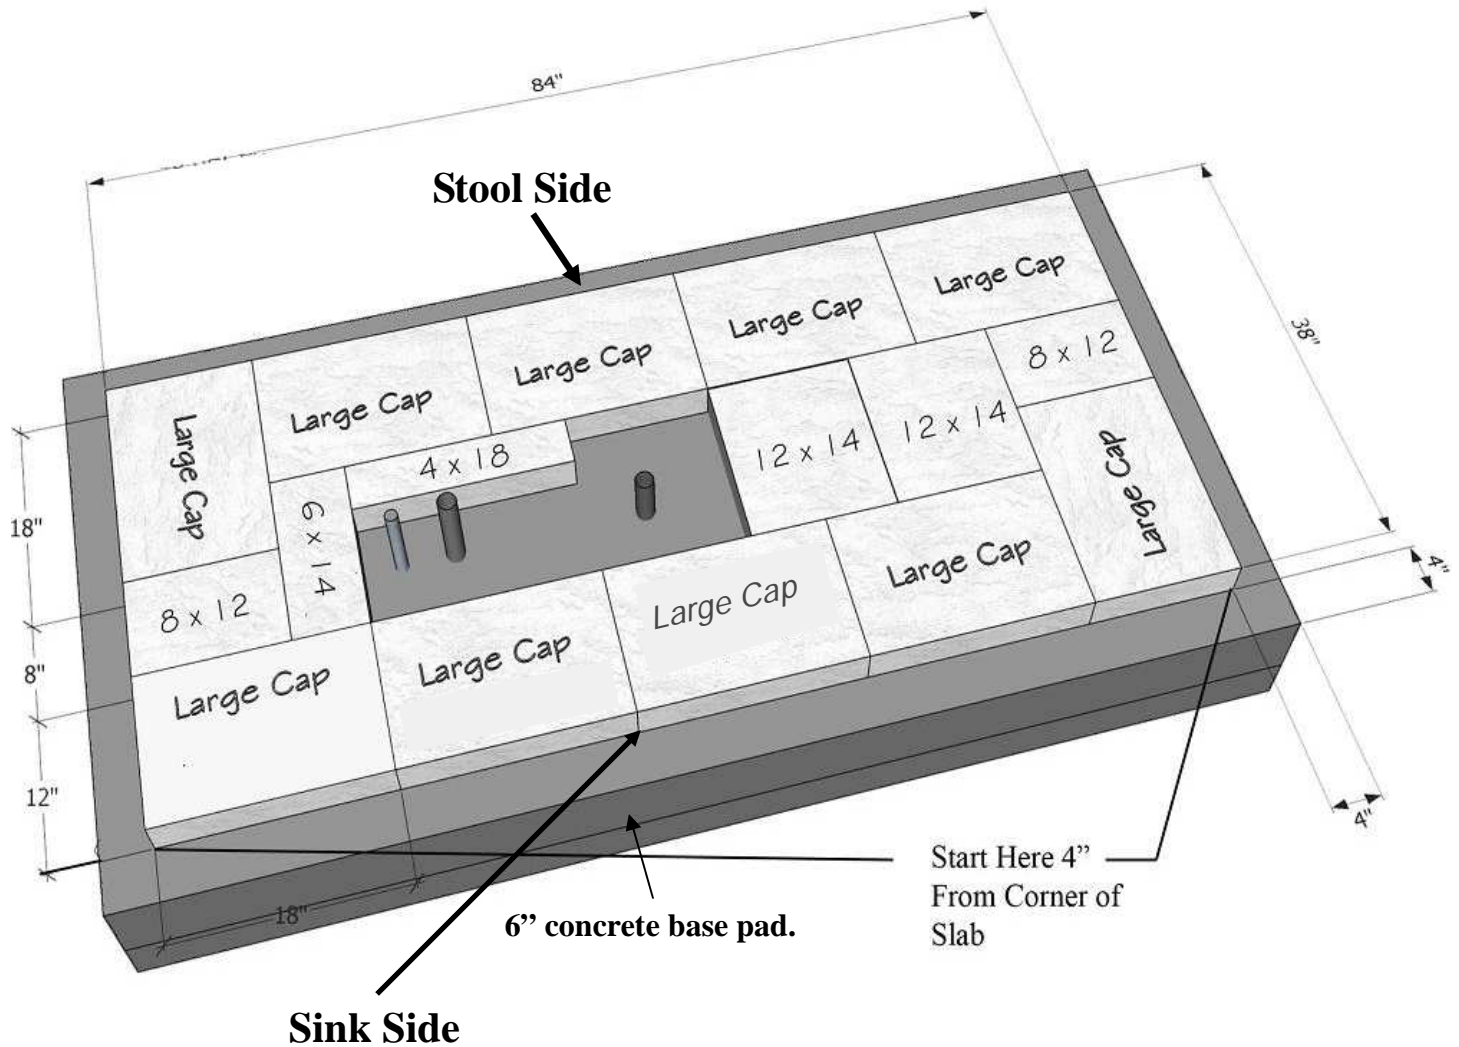 84"
Stool Side
Large Cap
Large Cap
Large Cap
Large Cap
Large Cap
38"
8 x 12
12 x 14
12 x 14
4 x 18
6 x 14
Large Cap
18"
8 x 12
Large Cap
Large Cap
Large Cap
Large Cap
4"
8"
12"
4"
18"
Start Here 4”
From Corner of
Slab
6” concrete base pad.
Sink Side